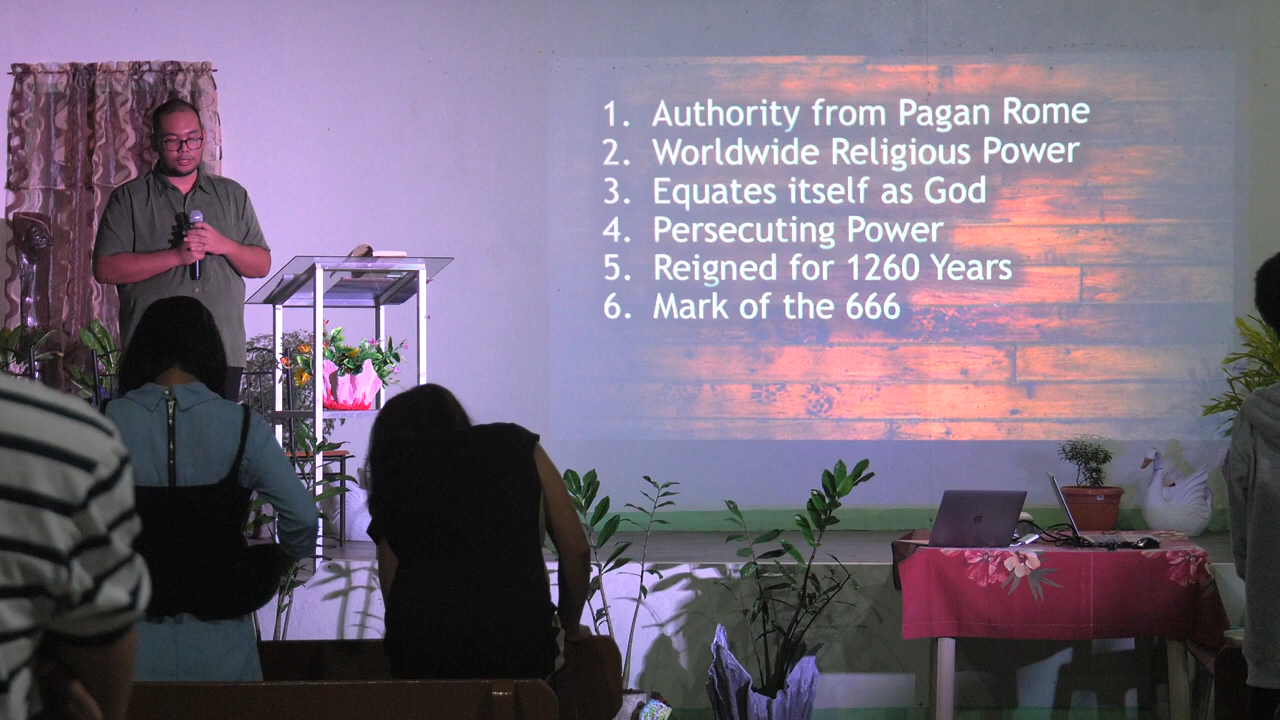 1. Authority from Pagan Rome
2. Worldwide Religious Power
3. Equates itself as God
4. Persecuting Power
5. Reigned for 1260 Years
6. Mark of the 666